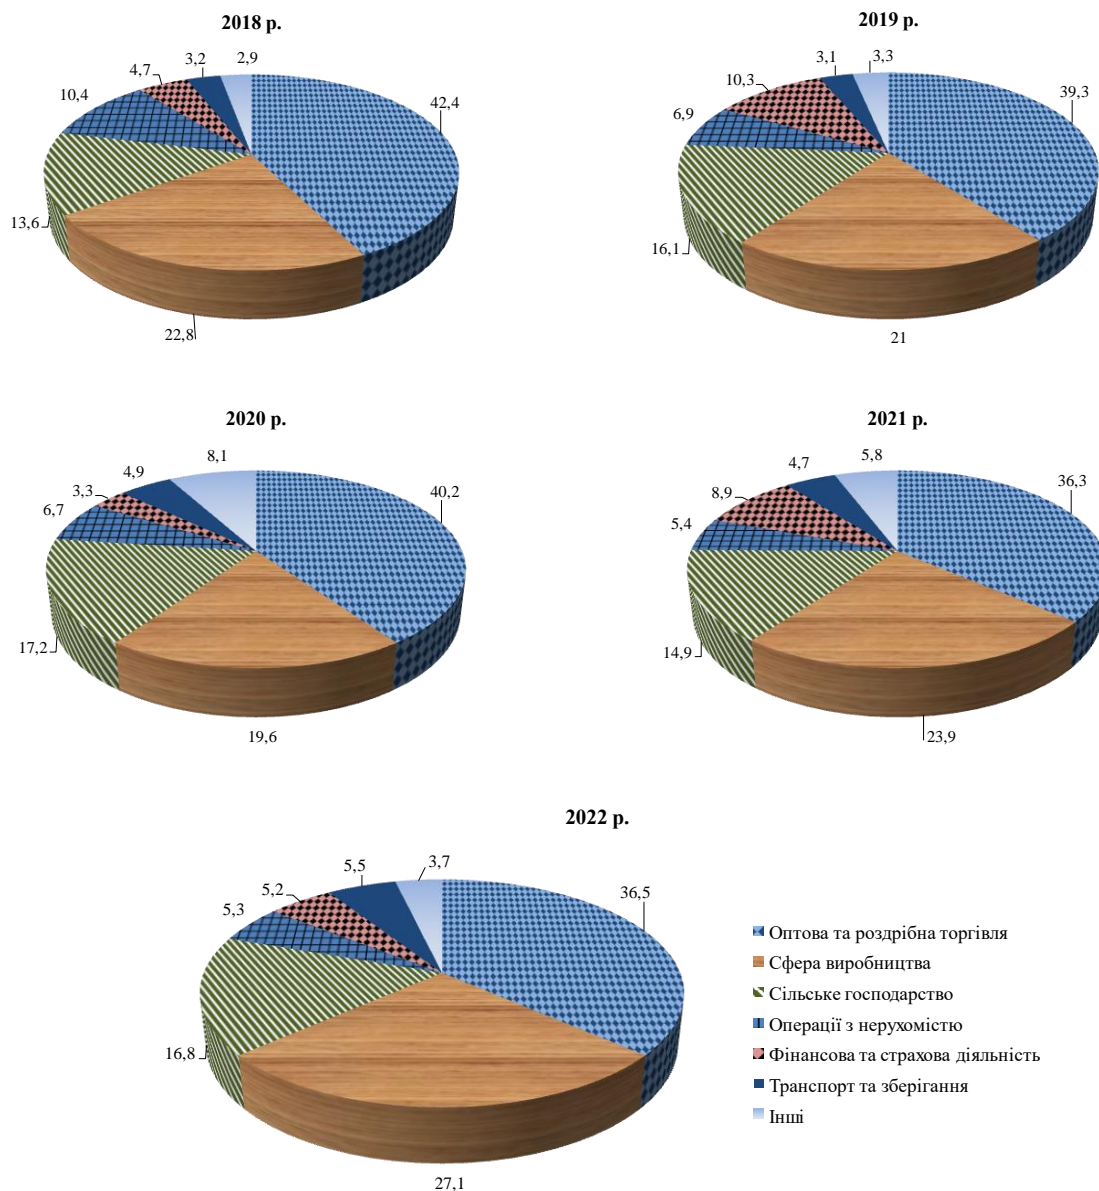 2018 р.
2,9
3,2
4,7
10,4
42,4
13,6
22,8
2019 р.
3,3
3,1
10,3
39,3
6,9
16,1
21
2020 р.
8,1
4,9
3,3
40,2
6,7
17,2
19,6
2021 р.
5,8
4,7
36,3
8,9
5,4
14,9
23,9
2022 р.
3,7
5,5
5,2
36,5
5,3
16,8
27,1
Оптова та роздрібна торгівля
Сфера виробництва
Сільське господарство
Операції з нерухомістю
Фінансова та страхова діяльність
Транспорт та зберігання
Інші